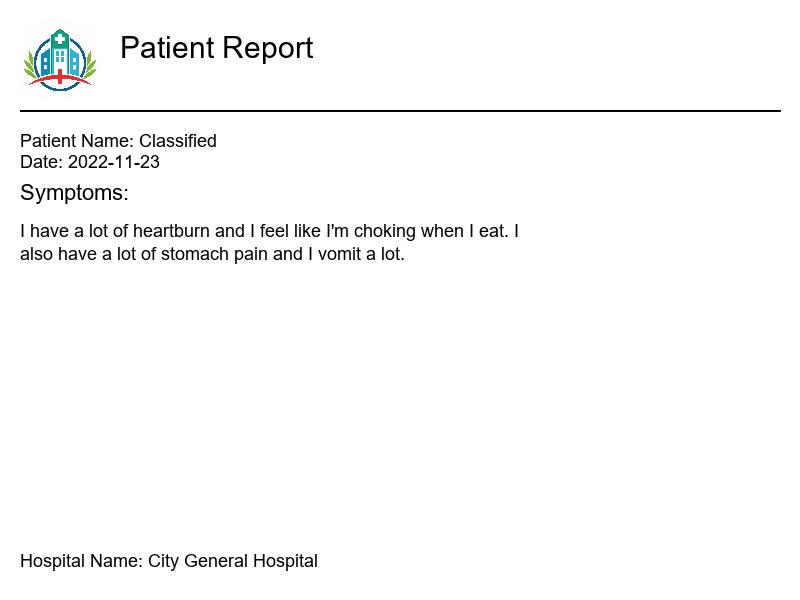 Patient Report
Patient Name: Classified
Date: 2022-11-23
Symptoms:
I have a lot of heartburn and I feel like I'm choking when I eat. I
also have a lot of stomach pain and I vomit a lot.
Hospital Name: City General Hospital